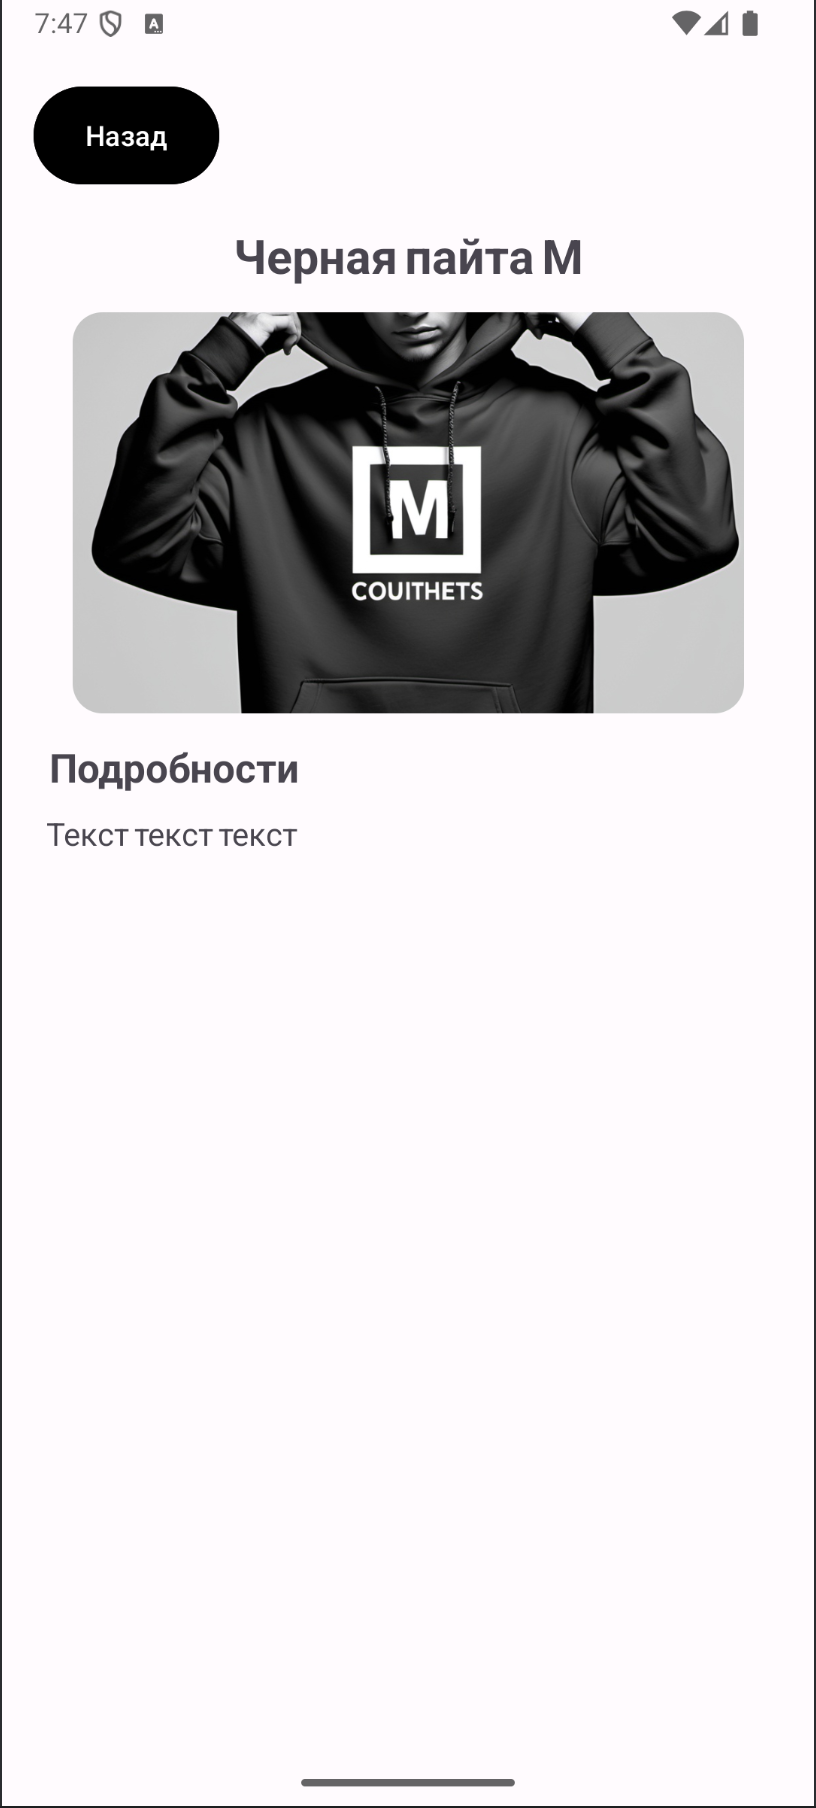 7:47
A
Назад
Черная пайта М
M
COUITHETS
Подробности
Текст текст текст